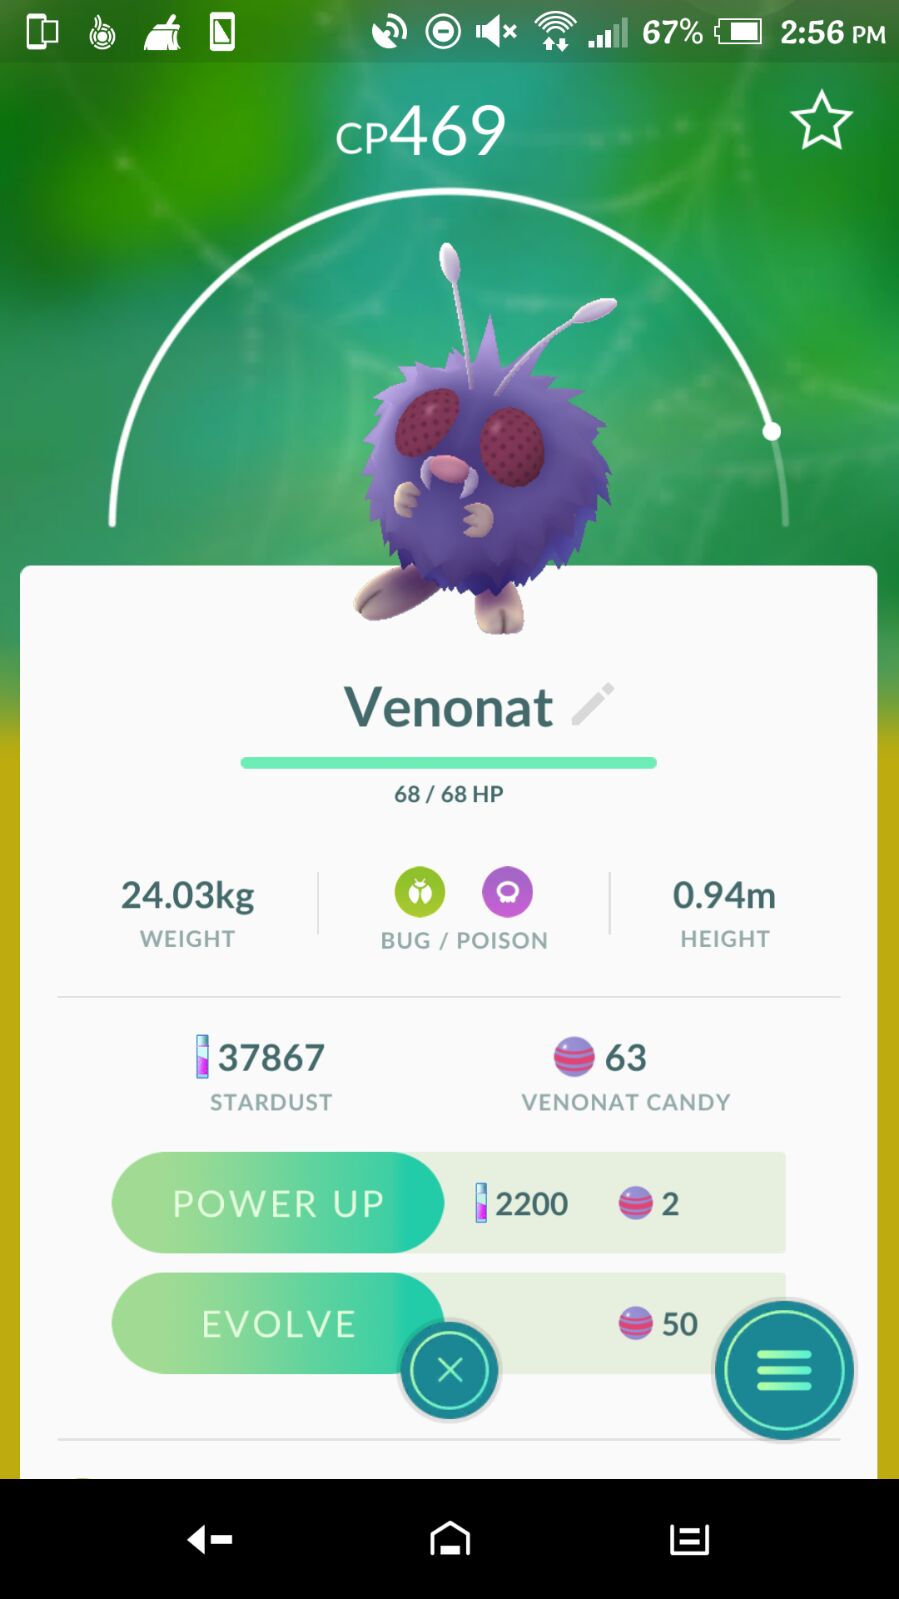 67% 2:56 PM
CP469
Venonat
68 / 68 HP
24.03kg
WEIGHT
BUG / POISON
0.94m
HEIGHT
37867
STARDUST
63
VENONAT CANDY
POWER UP 2200 2
EVOLVE 50